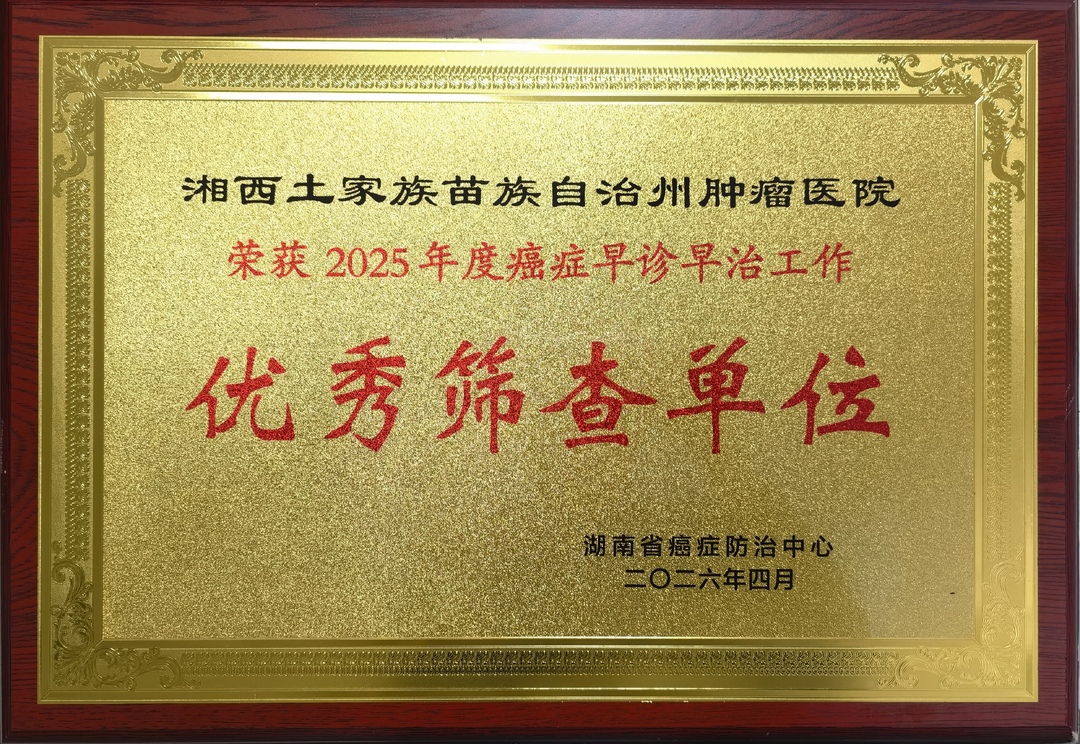 湘西土家族苗族自治州肿瘤医院
荣获 2025 年度癌症早诊早治工作
优秀筛查单位
湖南省癌症防治中心
二〇二六年四月